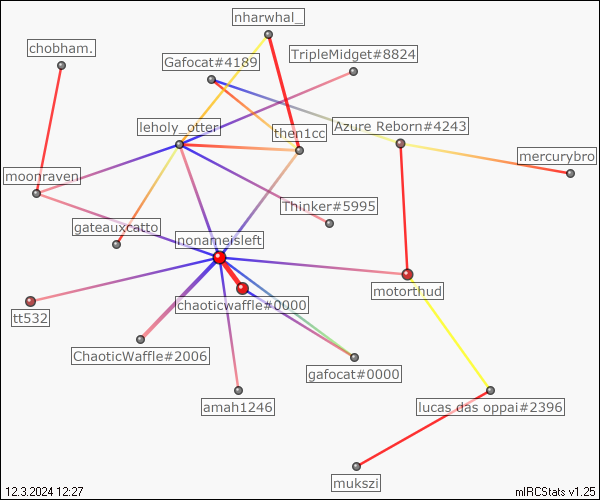 nharwhal_
chobham.
TripleMidget#8824
Gafocat#4189
leholy_otter
then1cc
Azure Reborn#4243
mercurybro
moonraven
Thinker#5995
gateauxcatto
nonameisleft
motorthud
chaoticwaffle#0000
tt532
ChaoticWaffle#2006
gafocat#0000
amah1246
lucas das oppai#2396
mukszi
12.3.2024 12:27
mIRCStats v1.25